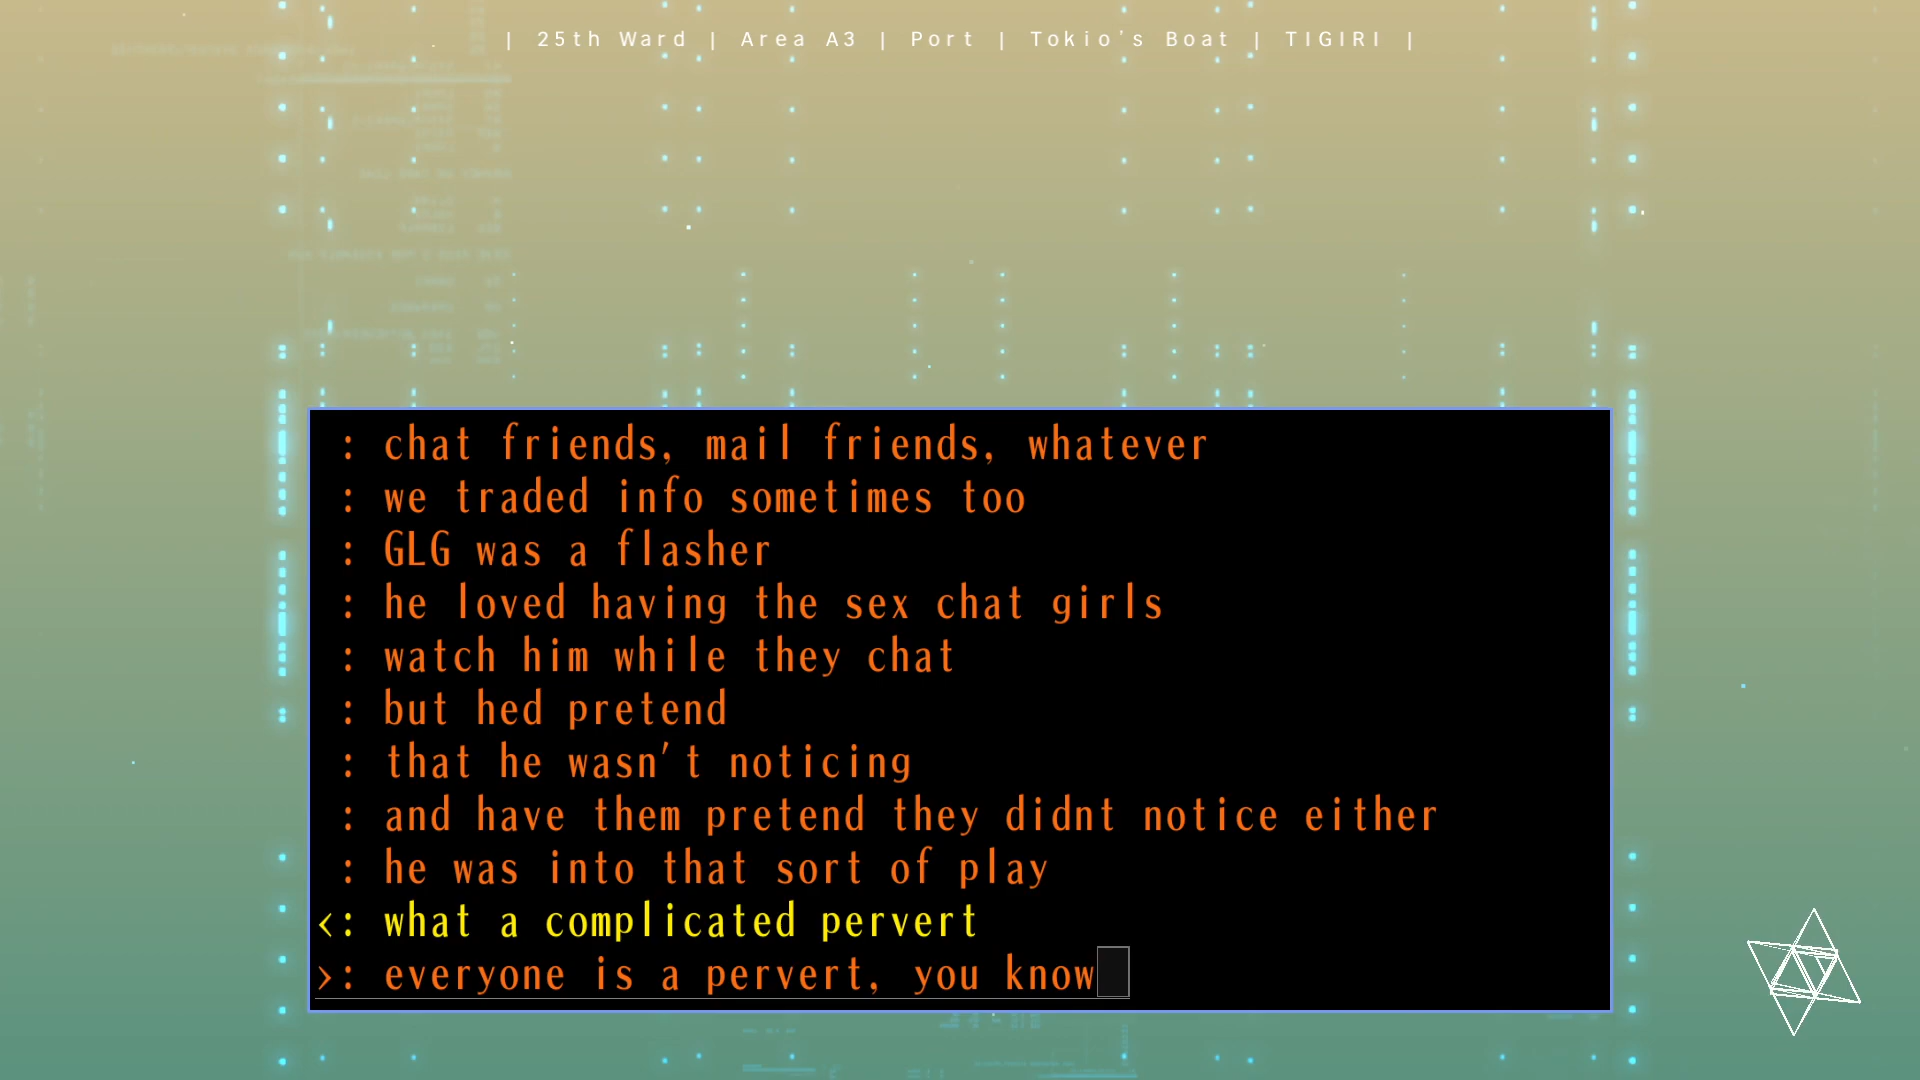 | 25th Ward | Area A3 | Port | Tokio's Boat | TIGIRI |
: chat friends, mail friends, whatever
: we traded info sometimes too
: GLG was a flasher
: he loved having the sex chat girls
: watch him while they chat
: but hed pretend
: that he wasn't noticing
: and have them pretend they didnt notice either
: he was into that sort of play
<: what a complicated pervert
>: everyone is a pervert, you know